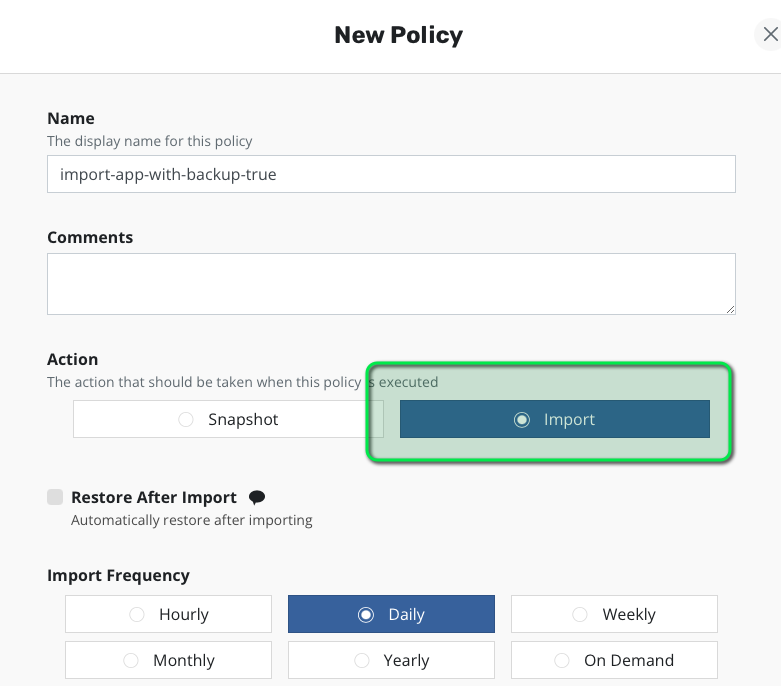 New Policy
Name
The display name for this policy
import-app-with-backup-true
Comments
Action
The action that should be taken when this policy is executed
Snapshot Import
Restore After Import
Automatically restore after importing
Import Frequency
Hourly Daily Weekly
Monthly Yearly On Demand